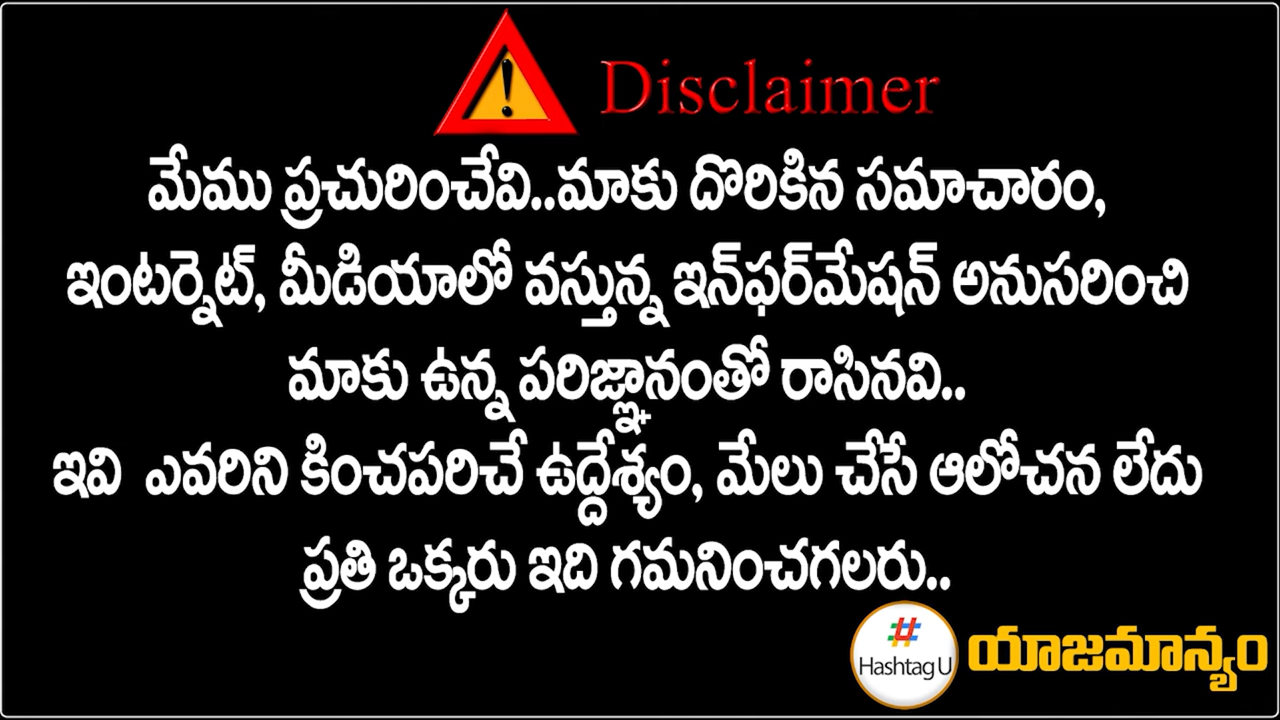 Disclaimer
మేము ప్రచురించేవి..మాకు దొరికిన సమాచారం,
ఇంటర్నెట్, మీడియాలో వస్తున్న ఇన్‌ఫర్‌మేషన్ అనుసరించి
మాకు ఉన్న పరిజ్ఞానంతో రాసినవి..
ఇవి ఎవరిని కించపరిచే ఉద్దేశ్యం, మేలు చేసే ఆలోచన లేదు
ప్రతి ఒక్కరు ఇది గమనించగలరు..
#
Hashtag U
యాజమాన్యం